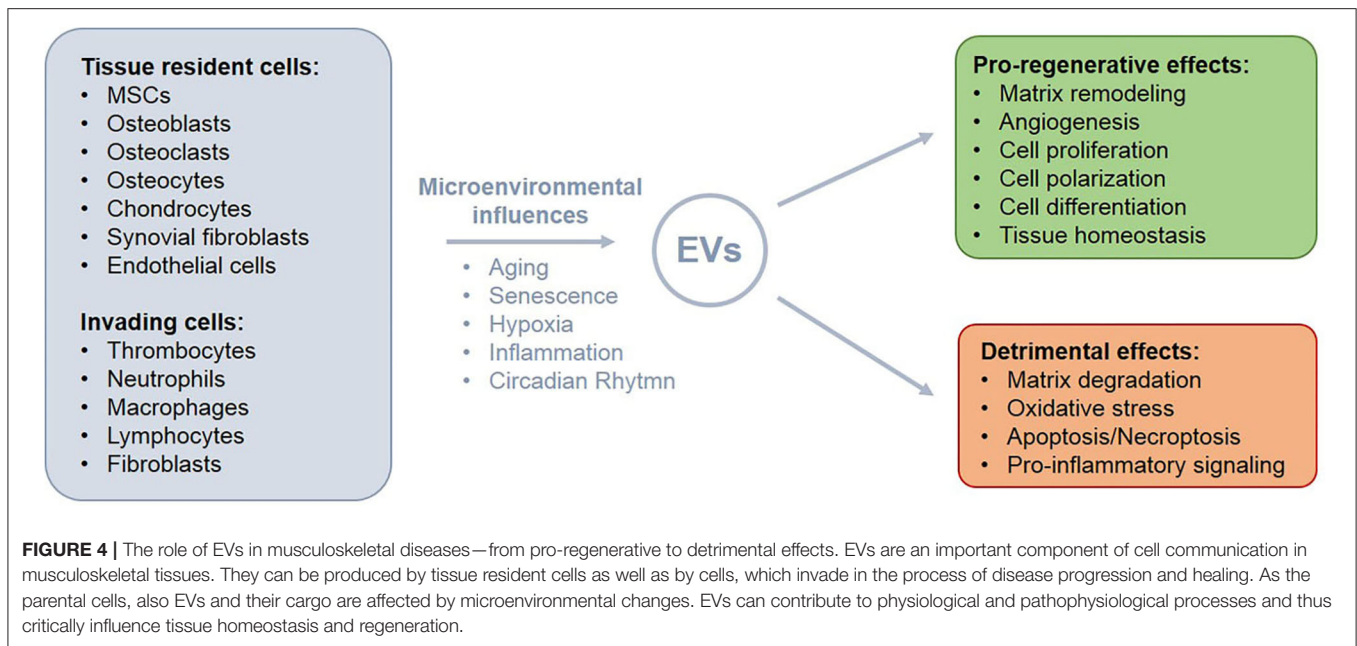 Tissue resident cells:
• MSCs
• Osteoblasts
• Osteoclasts
• Osteocytes
• Chondrocytes
• Synovial fibroblasts
• Endothelial cells
Invading cells:
• Thrombocytes
• Neutrophils
• Macrophages
• Lymphocytes
• Fibroblasts
Microenvironmental
influences
• Aging
• Senescence
• Hypoxia
• Inflammation
• Circadian Rhytmn
EVs
Pro-regenerative effects:
• Matrix remodeling
• Angiogenesis
• Cell proliferation
• Cell polarization
• Cell differentiation
• Tissue homeostasis
Detrimental effects:
• Matrix degradation
• Oxidative stress
• Apoptosis/Necroptosis
• Pro-inflammatory signaling
FIGURE 4 | The role of EVs in musculoskeletal diseases—from pro-regenerative to detrimental effects. EVs are an important component of cell communication in
musculoskeletal tissues. They can be produced by tissue resident cells as well as by cells, which invade in the process of disease progression and healing. As the
parental cells, also EVs and their cargo are affected by microenvironmental changes. EVs can contribute to physiological and pathophysiological processes and thus
critically influence tissue homeostasis and regeneration.